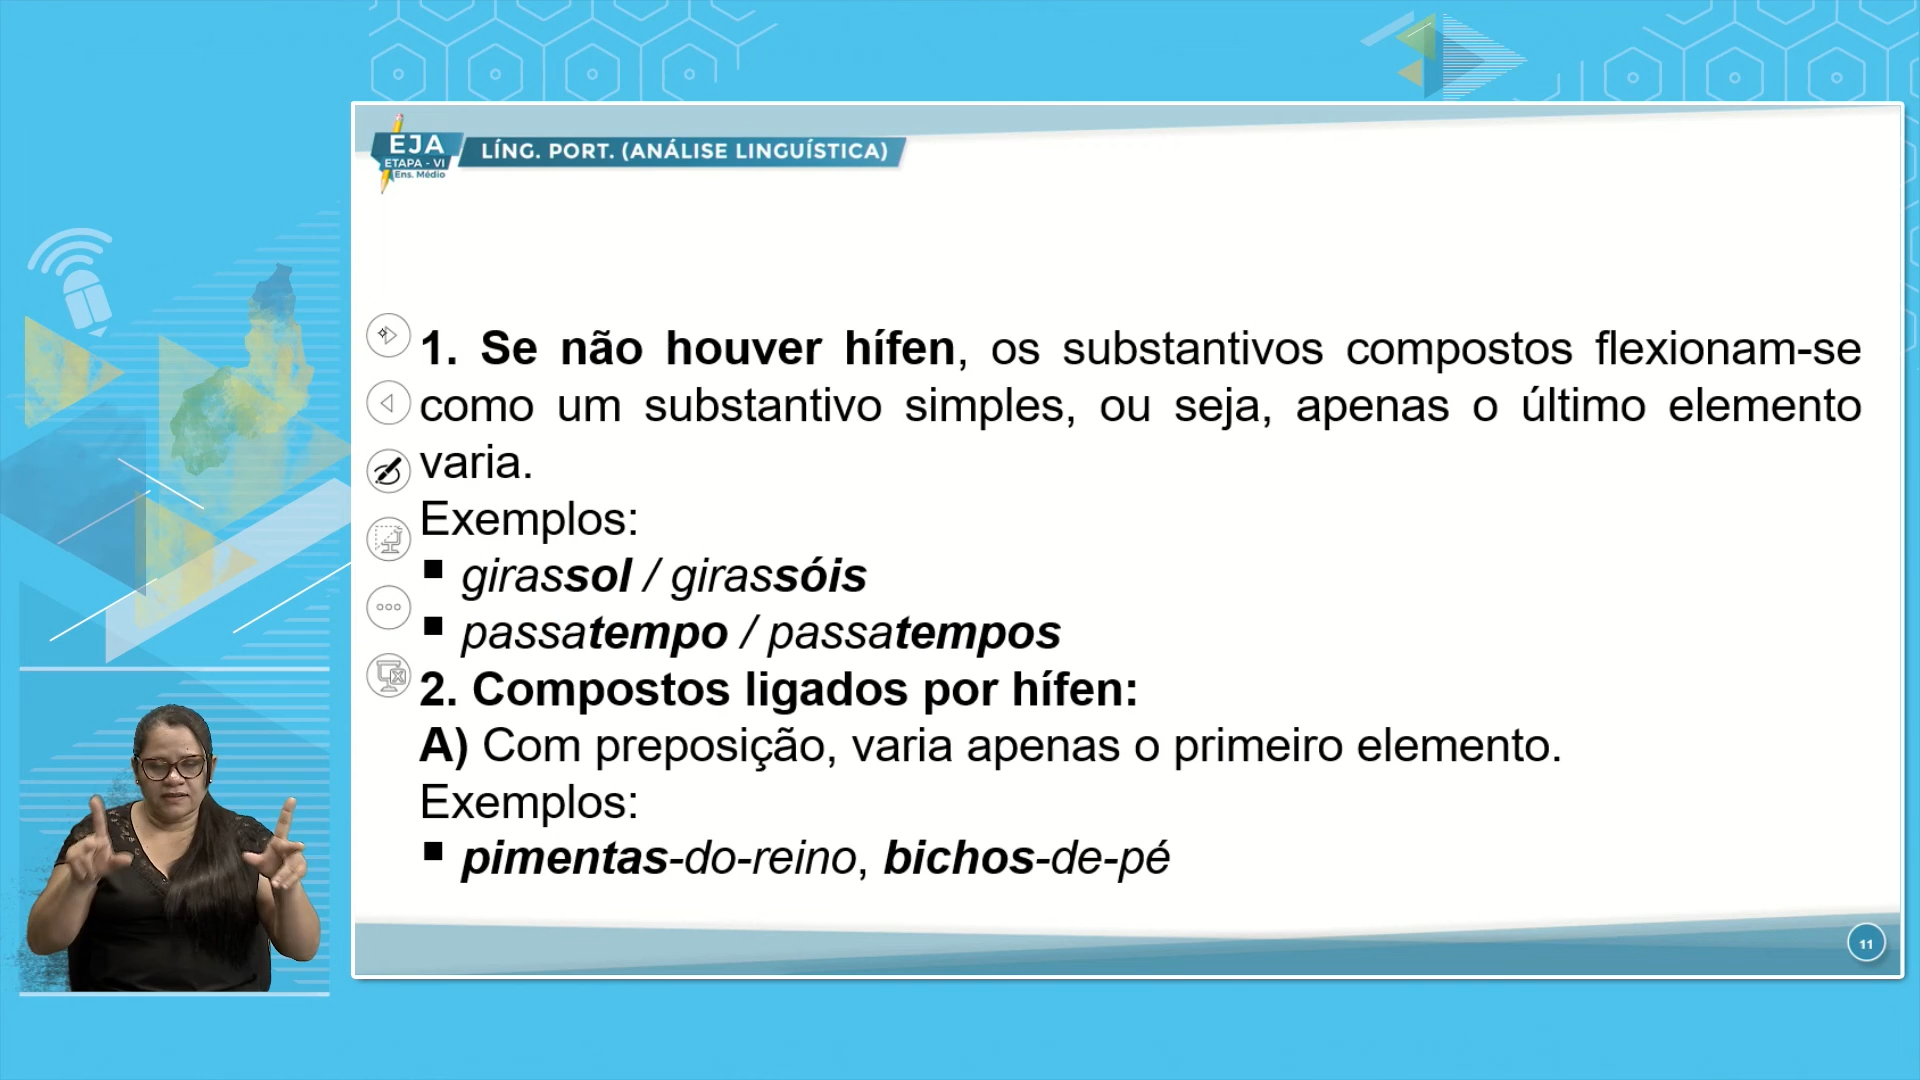 EJA
ETAPA - VI
Ens. Médio
LÍNG. PORT. (ANÁLISE LINGUÍSTICA)
1. Se não houver hífen, os substantivos compostos flexionam-se
como um substantivo simples, ou seja, apenas o último elemento
varia.
Exemplos:
▪ girassol / girassóis
▪ passatempo / passatempos
2. Compostos ligados por hífen:
A) Com preposição, varia apenas o primeiro elemento.
Exemplos:
▪ pimentas-do-reino, bichos-de-pé
11